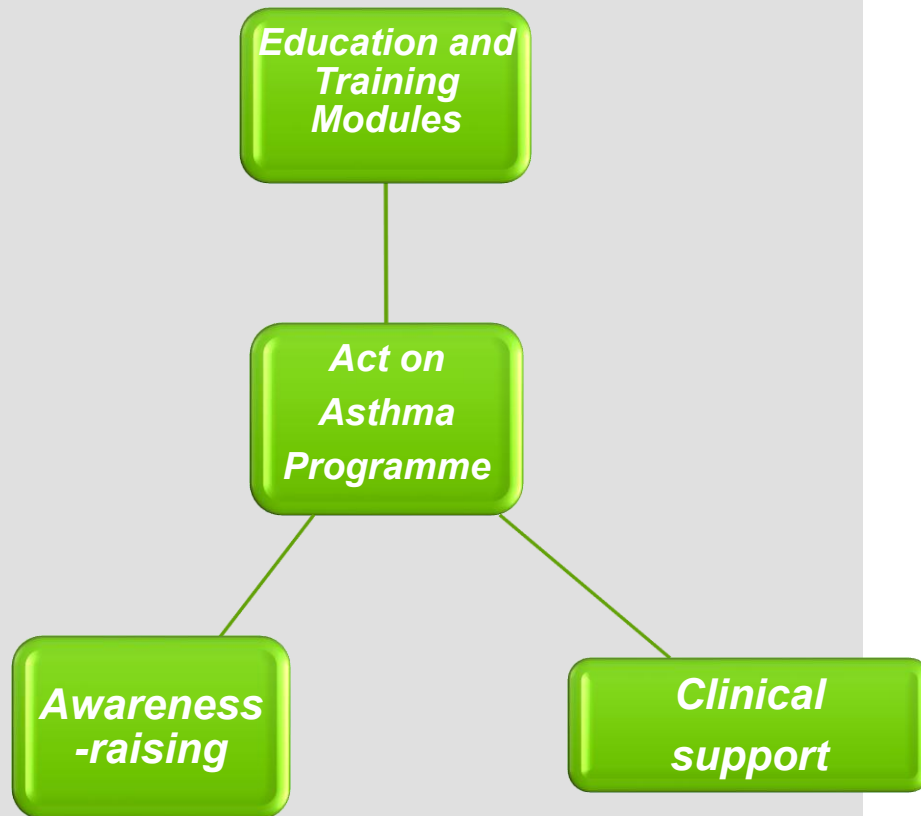 Education and
Training
Modules
Act on
Asthma
Programme
Awareness
-raising
Clinical
support